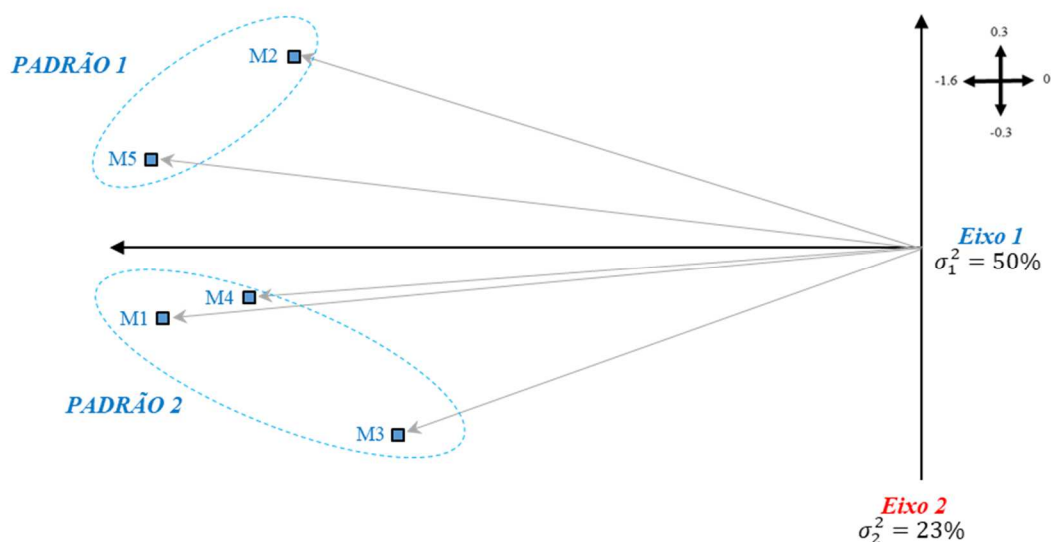 0.3
-1.6
0
-0.3
PADRÃO 1
M2
M5
Eixo 1
σ₁² = 50%
M4
M1
PADRÃO 2
M3
Eixo 2
σ₂² = 23%